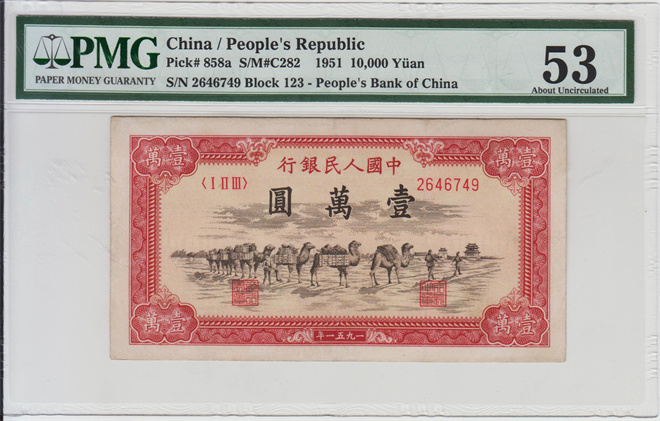 PMG
PAPER MONEY GUARANTY
China / People's Republic
Pick# 858a S/M#C282 1951 10,000 Yüan
S/N 2646749 Block 123 - People's Bank of China
53
About Uncirculated
壹萬
壹萬
中國人民銀行
〈I II III〉
2646749
壹萬圓
壹萬
壹萬
一九五一年